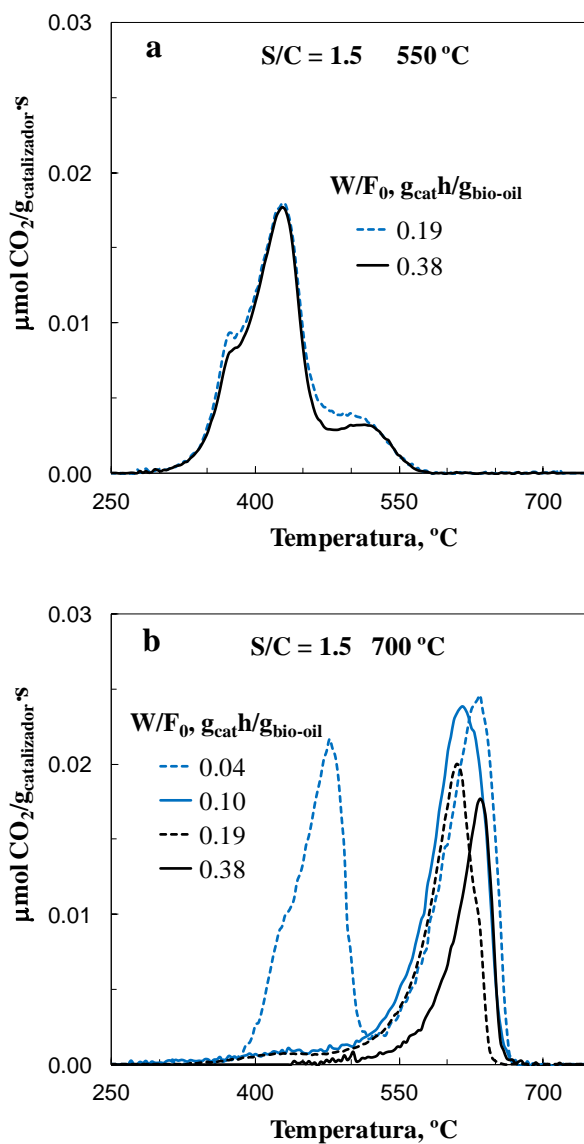 0.03
a
S/C = 1.5 550 ºC
W/F0, gcath/gbio-oil
0.19
0.38
0.02
0.01
0.00
µmol CO2/gcatalizador·s
250 400 550 700
Temperatura, ºC
0.03
b
S/C = 1.5 700 ºC
W/F0, gcath/gbio-oil
0.04
0.10
0.19
0.38
0.02
0.01
0.00
µmol CO2/gcatalizador·s
250 400 550 700
Temperatura, ºC